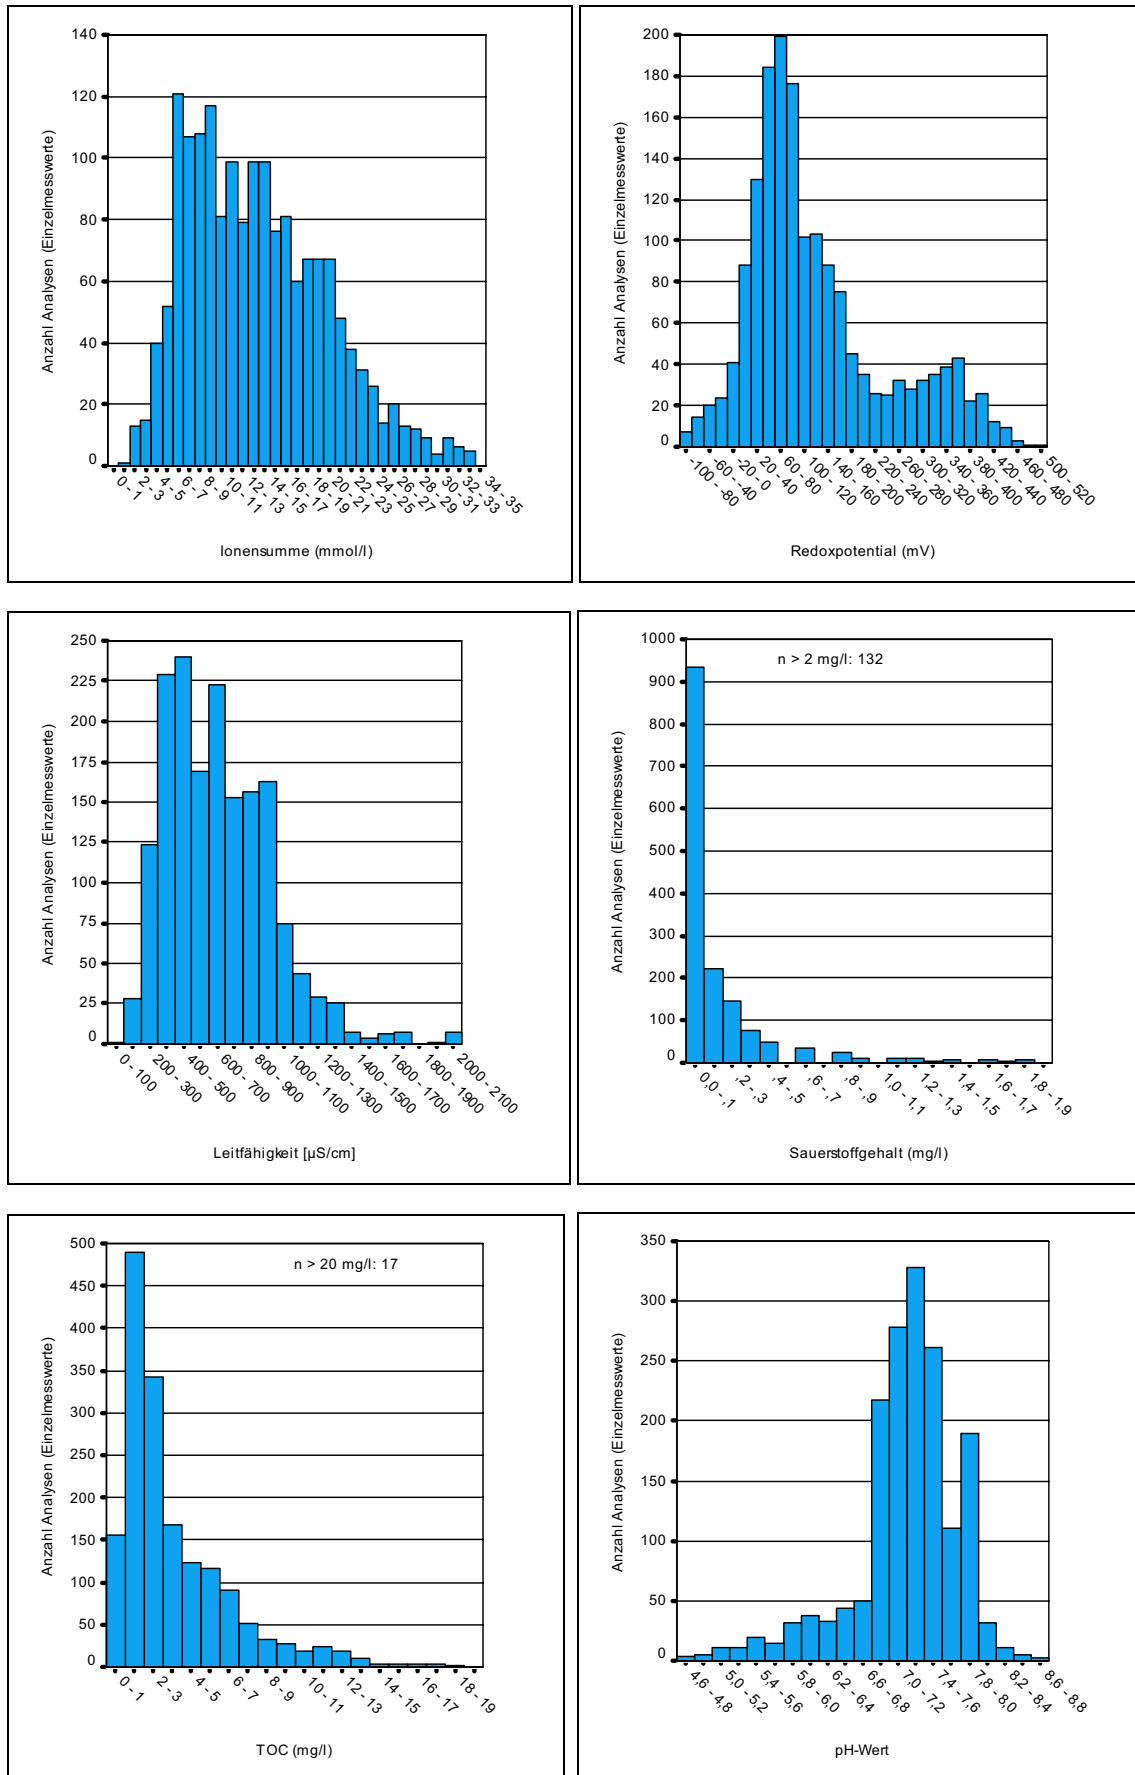 140
120
100
80
60
40
20
0
Anzahl Analysen (Einzelmesswerte)
0 - 1
2 - 3
4 - 5
6 - 7
8 - 9
10 - 11
12 - 13
14 - 15
16 - 17
18 - 19
20 - 21
22 - 23
24 - 25
26 - 27
28 - 29
30 - 31
32 - 33
34 - 35
Ionensumme (mmol/l)
200
180
160
140
120
100
80
60
40
20
0
Anzahl Analysen (Einzelmesswerte)
-100 - -80
-60 - -40
-20 - 0
20 - 40
60 - 80
100 - 120
140 - 160
180 - 200
220 - 240
260 - 280
300 - 320
340 - 360
380 - 400
420 - 440
460 - 480
500 - 520
Redoxpotential (mV)
250
225
200
175
150
125
100
75
50
25
0
Anzahl Analysen (Einzelmesswerte)
0 - 100
200 - 300
400 - 500
600 - 700
800 - 900
1000 - 1100
1200 - 1300
1400 - 1500
1600 - 1700
1800 - 1900
2000 - 2100
Leitfähigkeit [µS/cm]
n > 2 mg/l: 132
1000
900
800
700
600
500
400
300
200
100
0
Anzahl Analysen (Einzelmesswerte)
0,0 - ,1
,2 - ,3
,4 - ,5
,6 - ,7
,8 - ,9
1,0 - 1,1
1,2 - 1,3
1,4 - 1,5
1,6 - 1,7
1,8 - 1,9
Sauerstoffgehalt (mg/l)
n > 20 mg/l: 17
500
450
400
350
300
250
200
150
100
50
0
Anzahl Analysen (Einzelmesswerte)
0 - 1
2 - 3
4 - 5
6 - 7
8 - 9
10 - 11
12 - 13
14 - 15
16 - 17
18 - 19
TOC (mg/l)
350
300
250
200
150
100
50
0
Anzahl Analysen (Einzelmesswerte)
4,6 - 4,8
5,0 - 5,2
5,4 - 5,6
5,8 - 6,0
6,2 - 6,4
6,6 - 6,8
7,0 - 7,2
7,4 - 7,6
7,8 - 8,0
8,2 - 8,4
8,6 - 8,8
pH-Wert